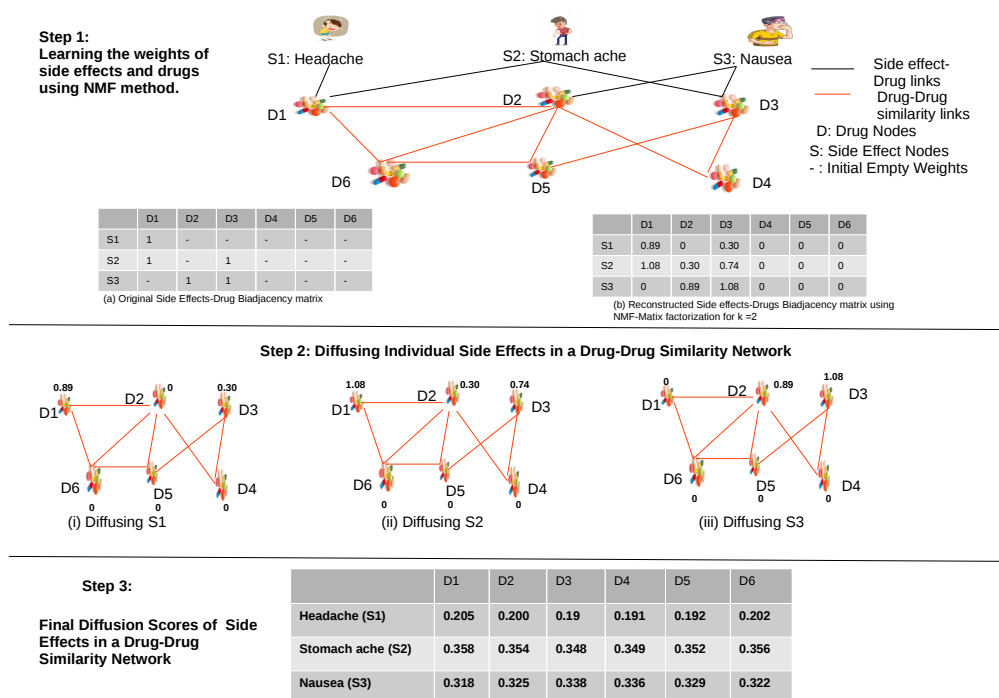 Step 1:
Learning the weights of
side effects and drugs
using NMF method.
S1: Headache
S2: Stomach ache
S3: Nausea
D1
D2
D3
D6
D5
D4
Side effect-
Drug links
Drug-Drug
similarity links
D: Drug Nodes
S: Side Effect Nodes
- : Initial Empty Weights
D1 D2 D3 D4 D5 D6
S1 1 - - - - -
S2 1 - 1 - - -
S3 - 1 1 - - -
(a) Original Side Effects-Drug Biadjacency matrix
D1 D2 D3 D4 D5 D6
S1 0.89 0 0.30 0 0 0
S2 1.08 0.30 0.74 0 0 0
S3 0 0.89 1.08 0 0 0
(b) Reconstructed Side effects-Drugs Biadjacency matrix using
NMF-Matix factorization for k =2
Step 2: Diffusing Individual Side Effects in a Drug-Drug Similarity Network
0.89 0 0.30
D1 D2 D3
D6 D5 D4
0 0 0
(i) Diffusing S1
1.08 0.30 0.74
D1 D2 D3
D6 D5 D4
0 0 0
(ii) Diffusing S2
0 0.89 1.08
D1 D2 D3
D6 D5 D4
0 0 0
(iii) Diffusing S3
Step 3:
Final Diffusion Scores of Side
Effects in a Drug-Drug
Similarity Network
D1 D2 D3 D4 D5 D6
Headache (S1) 0.205 0.200 0.19 0.191 0.192 0.202
Stomach ache (S2) 0.358 0.354 0.348 0.349 0.352 0.356
Nausea (S3) 0.318 0.325 0.338 0.336 0.329 0.322